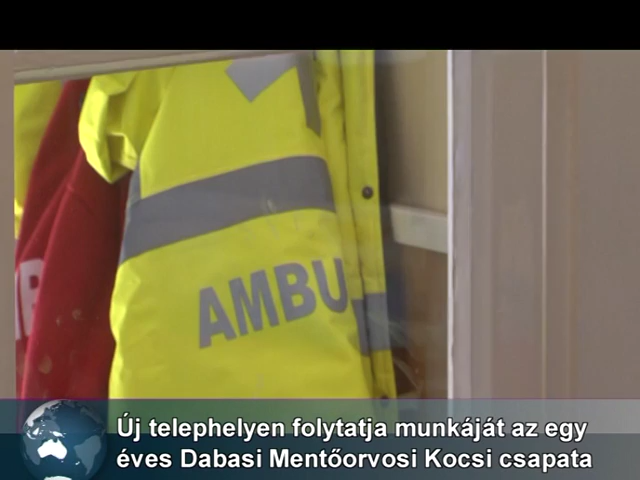 AMBU
Új telephelyen folytatja munkáját az egy
éves Dabasi Mentőorvosi Kocsi csapata